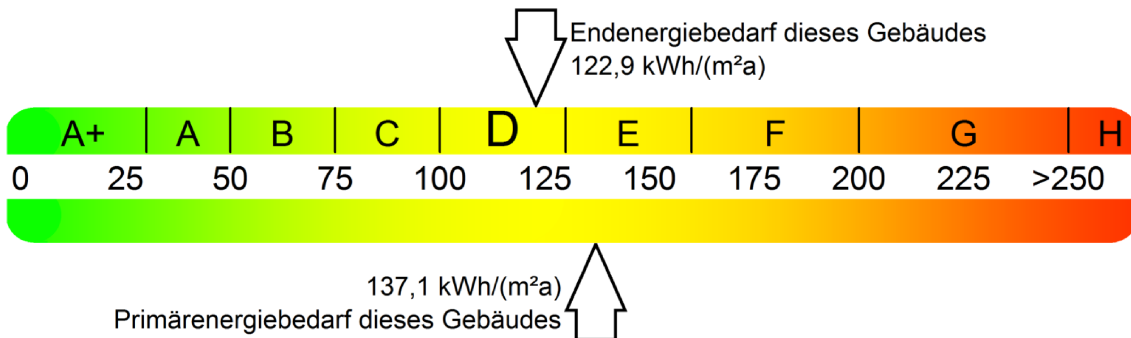 Endenergiebedarf dieses Gebäudes
122,9 kWh/(m²a)
A+ A B C D E F G H
0 25 50 75 100 125 150 175 200 225 >250
137,1 kWh/(m²a)
Primärenergiebedarf dieses Gebäudes